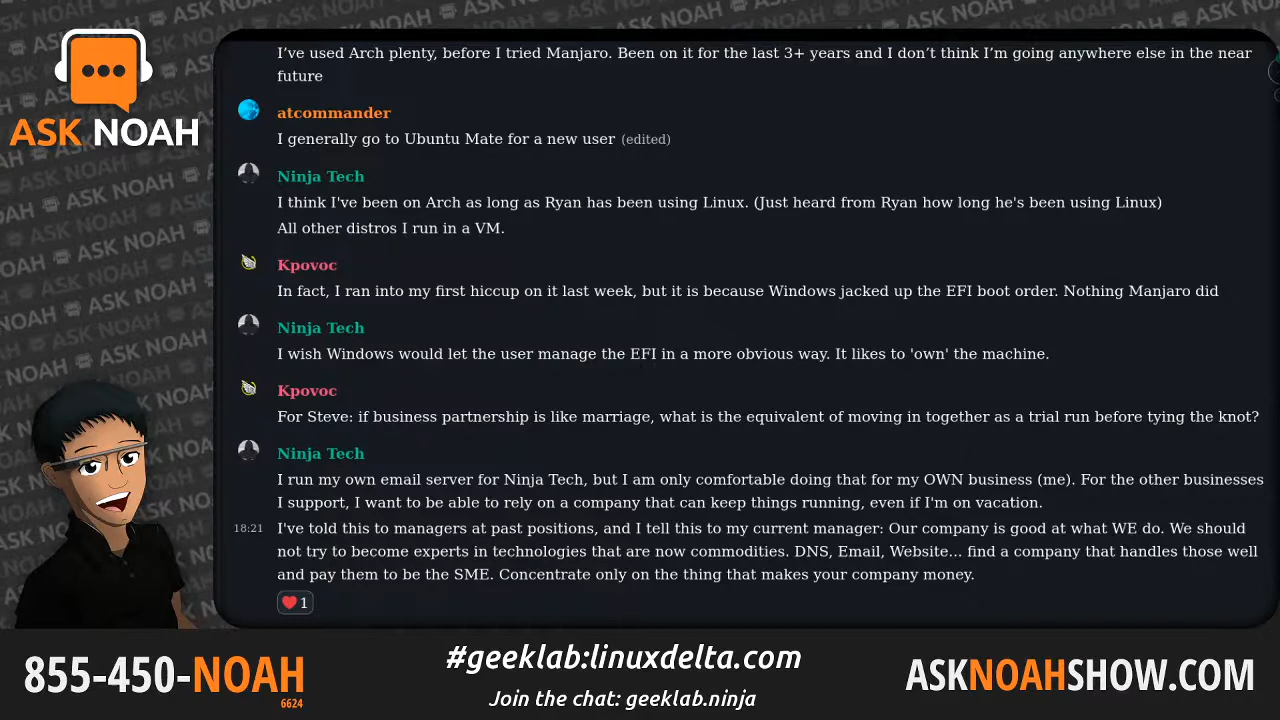 ASK NOAH
I’ve used Arch plenty, before I tried Manjaro. Been on it for the last 3+ years and I don’t think I’m going anywhere else in the near
future
atcommander
I generally go to Ubuntu Mate for a new user (edited)
Ninja Tech
I think I've been on Arch as long as Ryan has been using Linux. (Just heard from Ryan how long he's been using Linux)
All other distros I run in a VM.
Kpovoc
In fact, I ran into my first hiccup on it last week, but it is because Windows jacked up the EFI boot order. Nothing Manjaro did
Ninja Tech
I wish Windows would let the user manage the EFI in a more obvious way. It likes to 'own' the machine.
Kpovoc
For Steve: if business partnership is like marriage, what is the equivalent of moving in together as a trial run before tying the knot?
Ninja Tech
I run my own email server for Ninja Tech, but I am only comfortable doing that for my OWN business (me). For the other businesses
I support, I want to be able to rely on a company that can keep things running, even if I'm on vacation.
18:21 I've told this to managers at past positions, and I tell this to my current manager: Our company is good at what WE do. We should
not try to become experts in technologies that are now commodities. DNS, Email, Website... find a company that handles those well
and pay them to be the SME. Concentrate only on the thing that makes your company money.
❤️ 1
855-450-NOAH
6624
#geeklab:linuxdelta.com
Join the chat: geeklab.ninja
ASKNOAHSHOW.COM